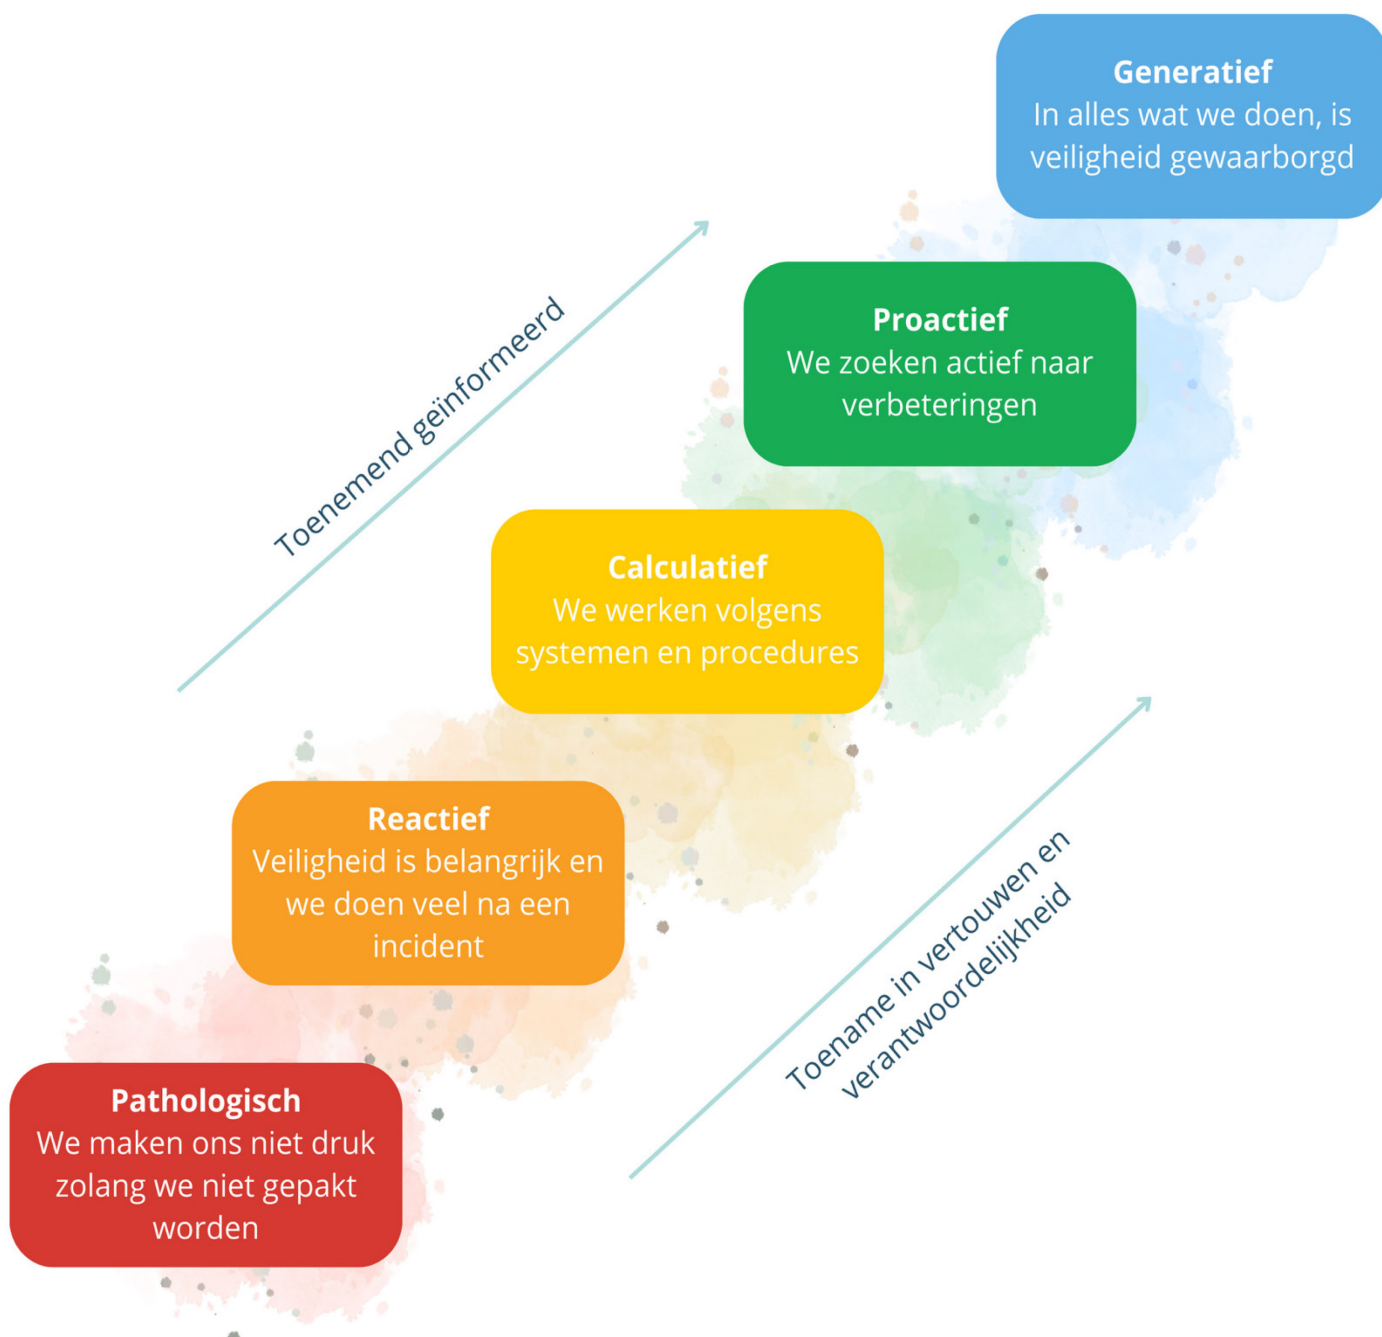 Generatief
In alles wat we doen, is
veiligheid gewaarborgd
Proactief
We zoeken actief naar
verbeteringen
Toenemend geïnformeerd
Calculatief
We werken volgens
systemen en procedures
Reactief
Veiligheid is belangrijk en
we doen veel na een
incident
Toename in vertouwen en
verantwoordelijkheid
Pathologisch
We maken ons niet druk
zolang we niet gepakt
worden